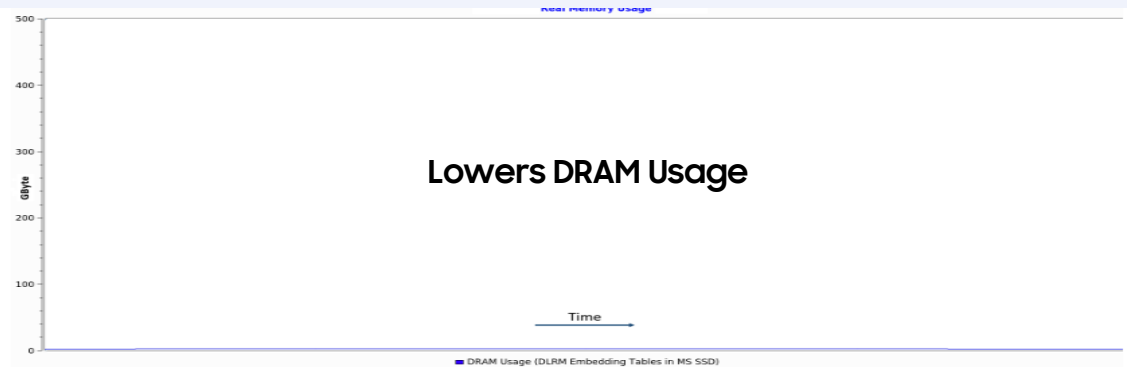 Real Memory Usage
500
400
300
200
100
0
GByte
Lowers DRAM Usage
Time
DRAM Usage (DLRM Embedding Tables in MS SSD)